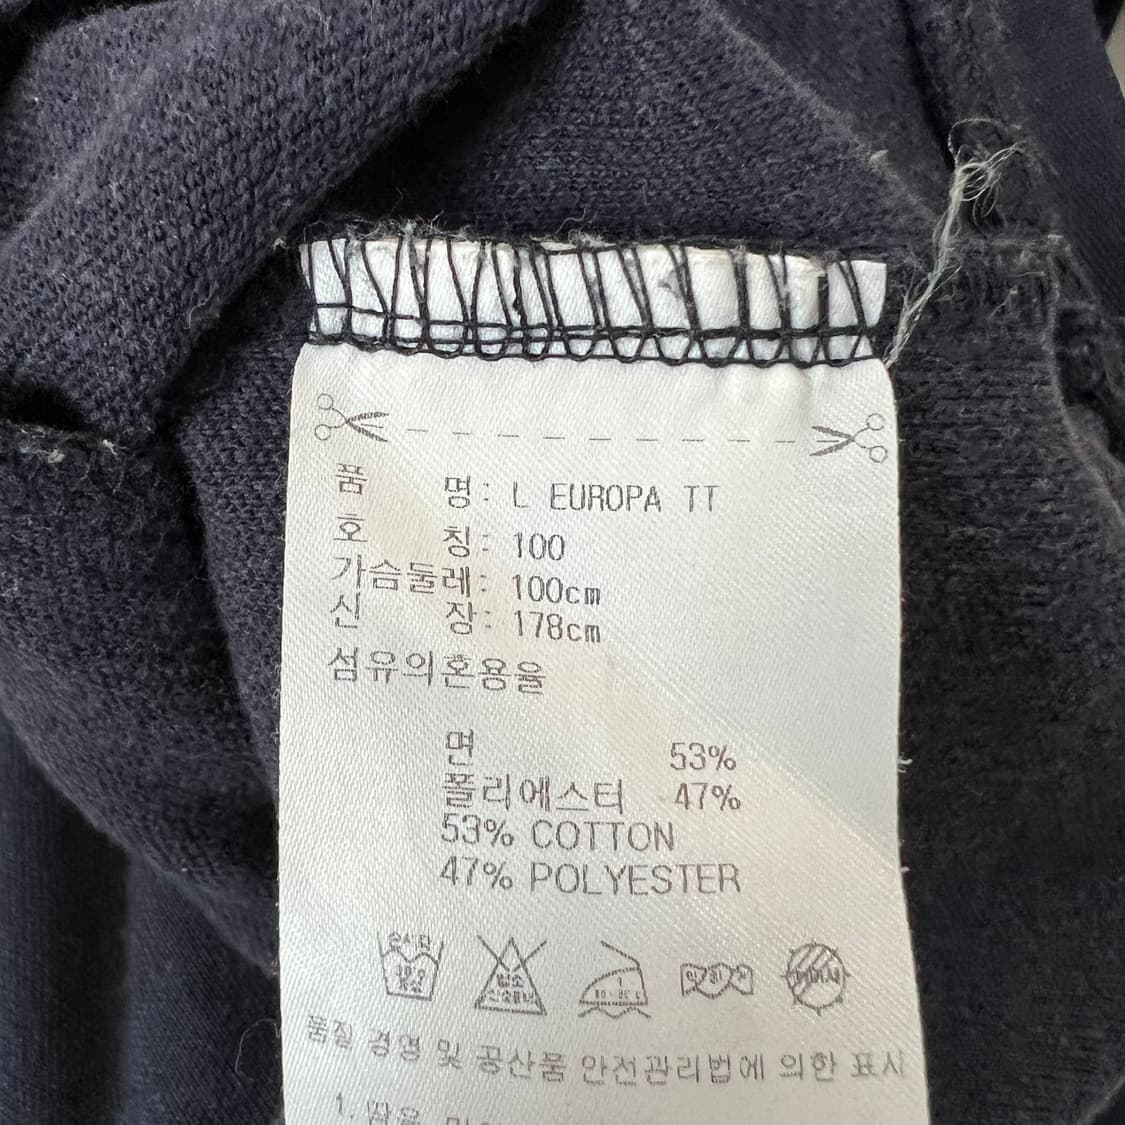 품 명: L EUROPA TT
호 칭: 100
가슴둘레: 100cm
신 장: 178cm
섬유의혼용율
면 53%
폴리에스터 47%
53% COTTON
47% POLYESTER
품질 경영 및 공산품 안전관리법에 의한 표시
1.